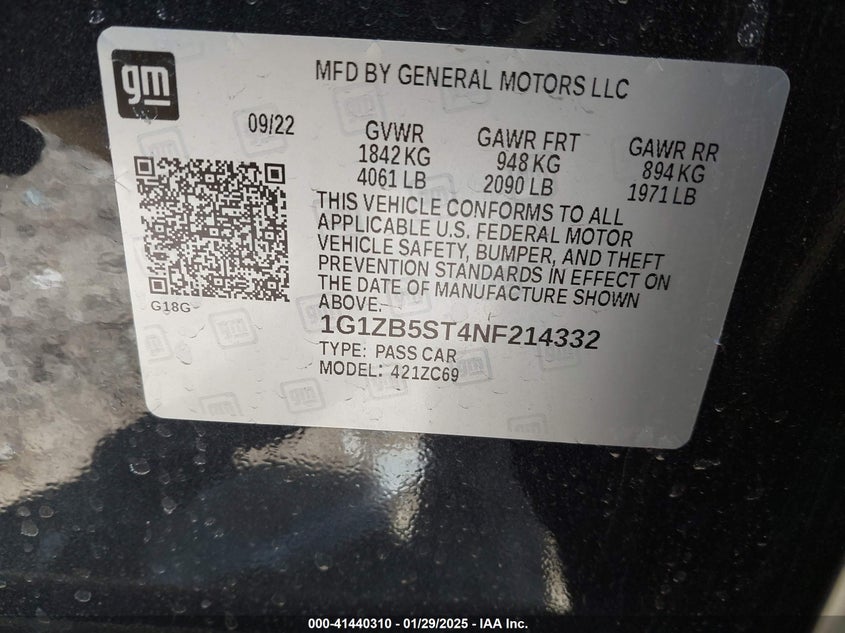 gm
MFD BY GENERAL MOTORS LLC
09/22
GVWR GAWR FRT GAWR RR
1842 KG 948 KG 894 KG
4061 LB 2090 LB 1971 LB
THIS VEHICLE CONFORMS TO ALL
APPLICABLE U.S. FEDERAL MOTOR
VEHICLE SAFETY, BUMPER, AND THEFT
PREVENTION STANDARDS IN EFFECT ON
THE DATE OF MANUFACTURE SHOWN
ABOVE.
G18G
1G1ZB5ST4NF214332
TYPE: PASS CAR
MODEL: 421ZC69
000-41440310 | 01/29/2025 - IAA Inc.